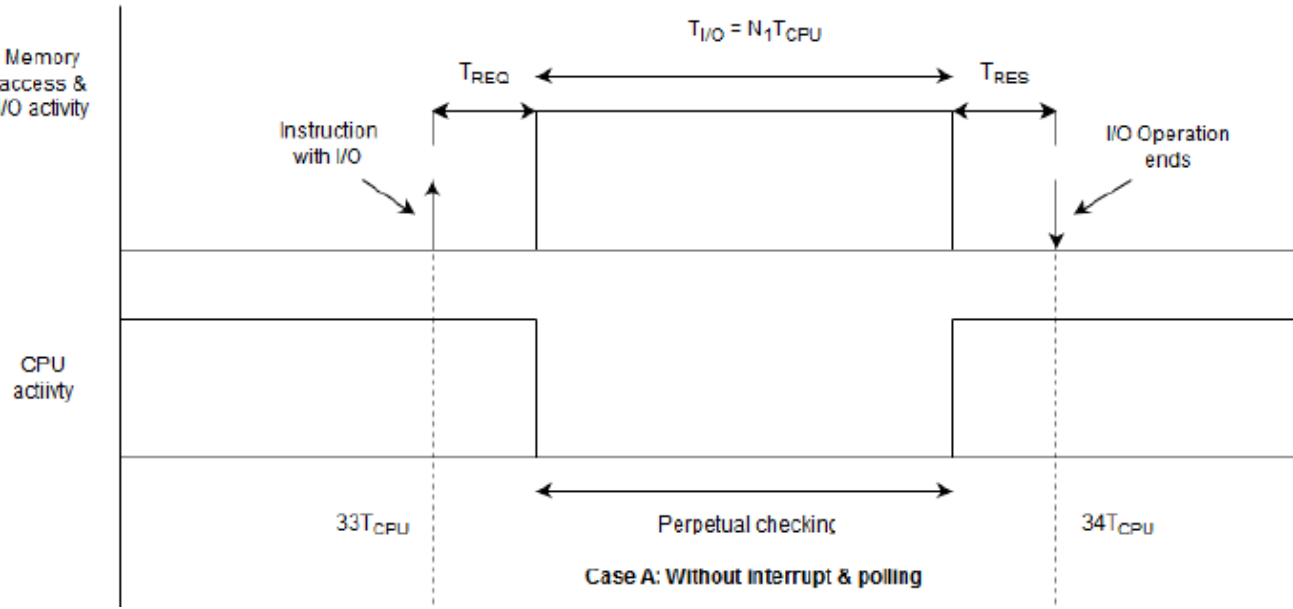 T_I/O = N_1T_CPU
Memory
access &
I/O activity
T_REQ
T_RES
Instruction
with I/O
I/O Operation
ends
CPU
actiivty
33T_CPU
Perpetual checking
34T_CPU
Case A: Without interrupt & polling